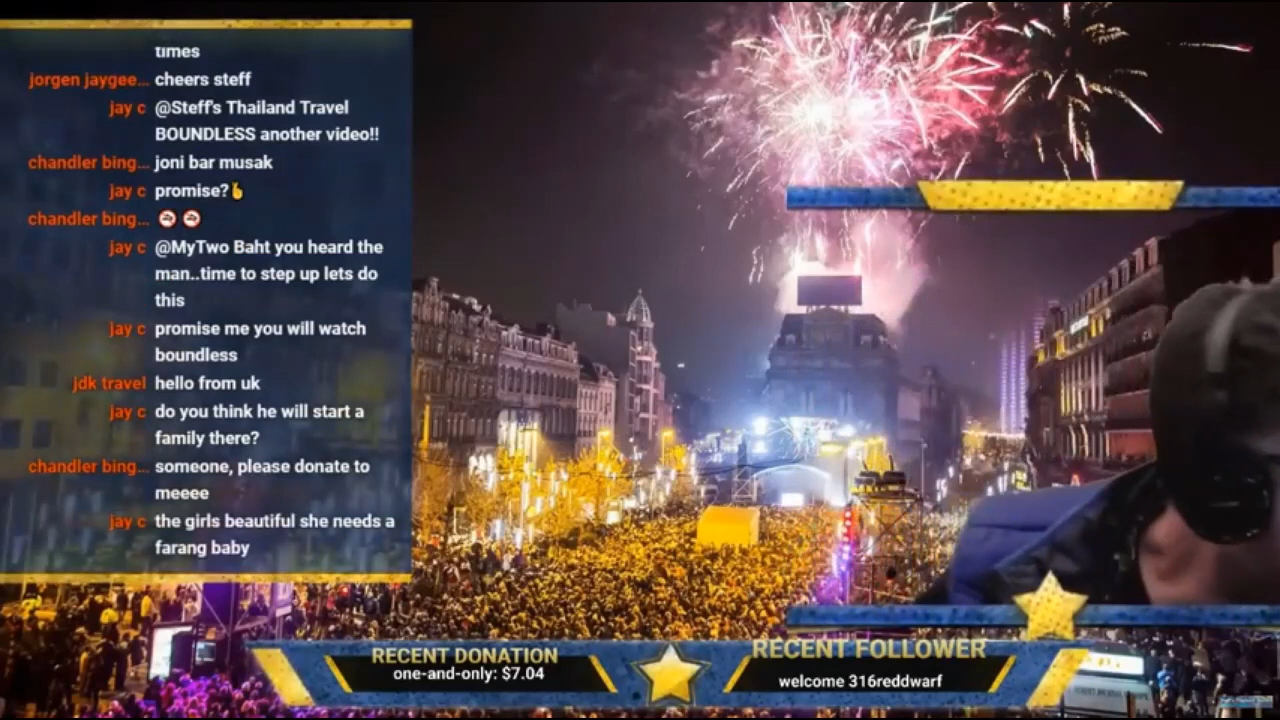 times
jorgen jaygee... cheers steff
jay c @Steff's Thailand Travel
BOUNDLESS another video!!
chandler bing... joni bar musak
jay c promise?🫰
chandler bing... 🚭 🚭
jay c @MyTwo Baht you heard the
man..time to step up lets do
this
jay c promise me you will watch
boundless
jdk travel hello from uk
jay c do you think he will start a
family there?
chandler bing... someone, please donate to
meeee
jay c the girls beautiful she needs a
farang baby
RECENT DONATION
one-and-only: $7.04
RECENT FOLLOWER
welcome 316reddwarf